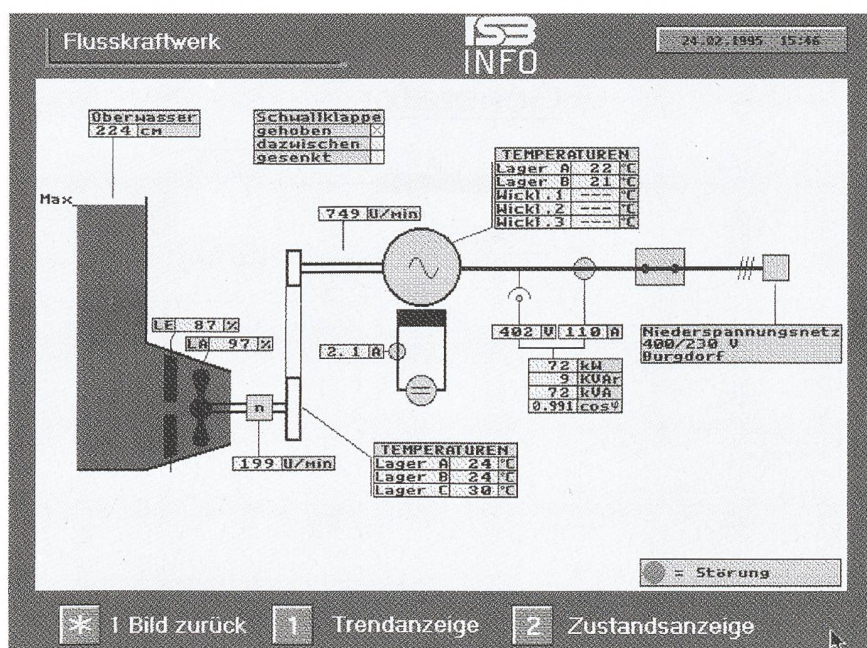 Flusskraftwerk
ISB
INFO
24.02.1995 15:46
Oberwasser
224 cm
Schwallklappe
gehoben
dazwischen
gesenkt
Max
TEMPERATUREN
Lager A 22 °C
Lager B 21 °C
Wickl.1 --- °C
Wickl.2 --- °C
Wickl.3 --- °C
749 U/min
LE 87 %
LA 97 %
2.1 A
402 V 110 A
72 kW
9 KVAr
72 kVA
0.991 cosφ
Niederspannungsnetz
400/230 V
Burgdorf
n
199 U/min
TEMPERATUREN
Lager A 24 °C
Lager B 24 °C
Lager C 30 °C
= Störung
* 1 Bild zurück 1 Trendanzeige 2 Zustandsanzeige